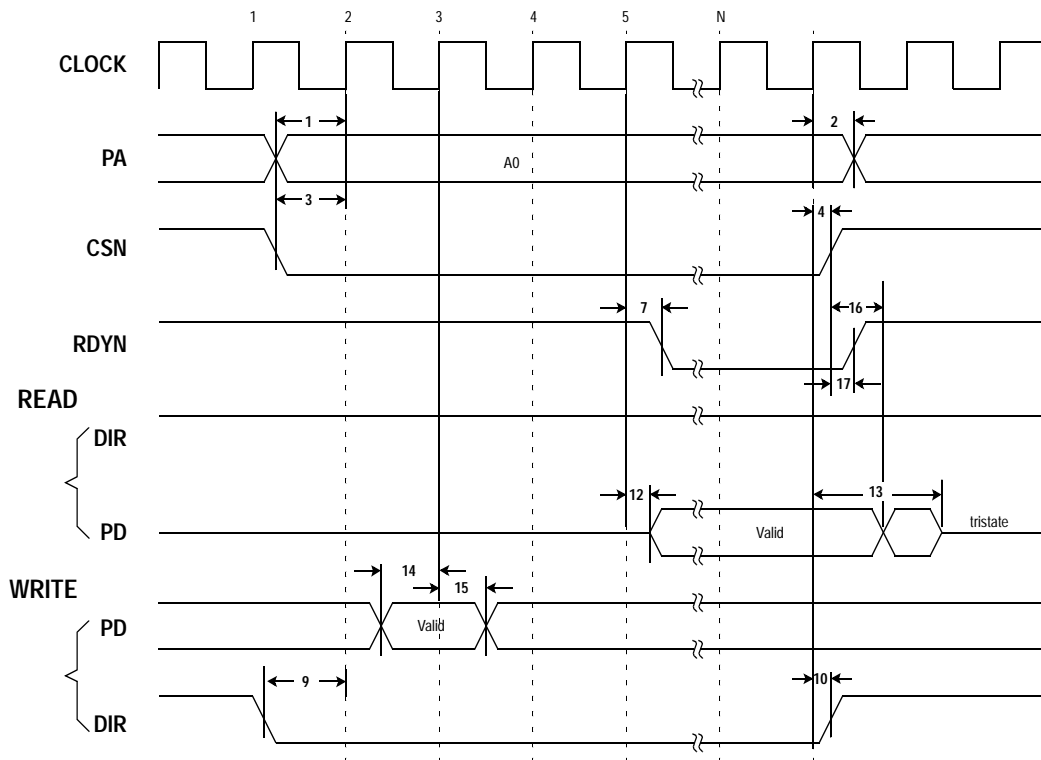 1 2 3 4 5 N
CLOCK
1 2
PA A0
3
4
CSN
7 16
RDYN
17
READ
DIR
12 13
PD Valid tristate
14
WRITE 15
PD Valid
9 10
DIR